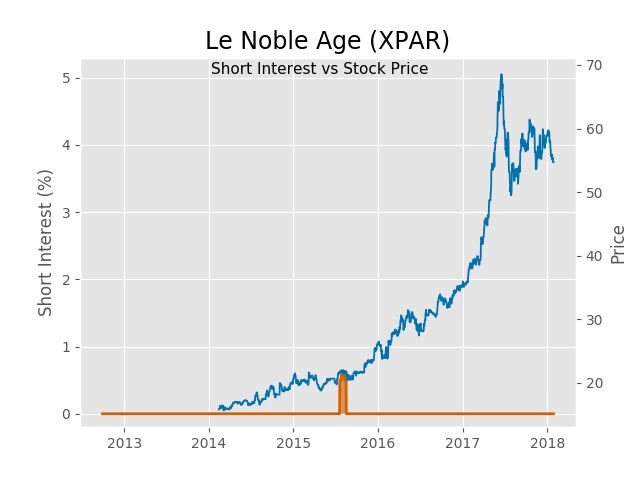 Le Noble Age (XPAR)
Short Interest vs Stock Price
Short Interest (%)
5
4
3
2
1
0
70
60
50
40
30
20
Price
2013 2014 2015 2016 2017 2018